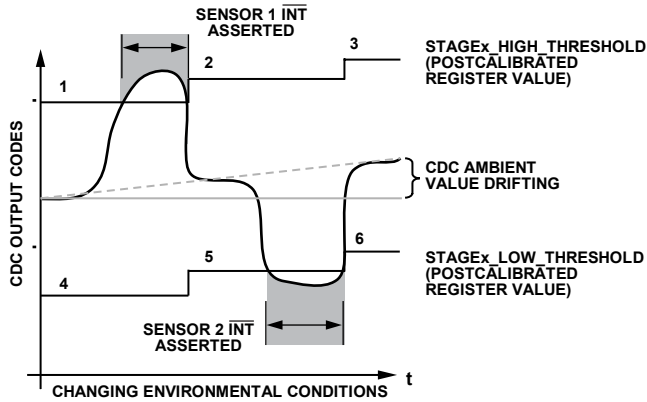 SENSOR 1 INT
ASSERTED
1
2
3
STAGEx_HIGH_THRESHOLD
(POSTCALIBRATED
REGISTER VALUE)
CDC OUTPUT CODES
CDC AMBIENT
VALUE DRIFTING
4
5
6
STAGEx_LOW_THRESHOLD
(POSTCALIBRATED
REGISTER VALUE)
SENSOR 2 INT
ASSERTED
t
CHANGING ENVIRONMENTAL CONDITIONS